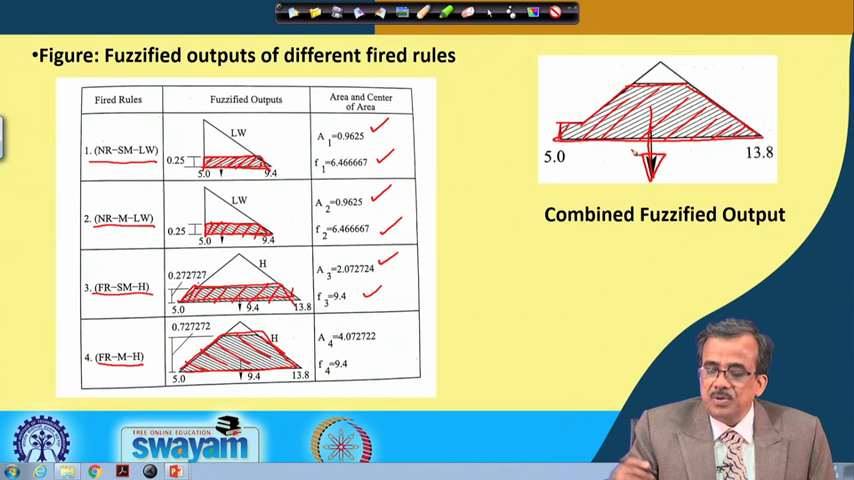 •Figure: Fuzzified outputs of different fired rules
Fired Rules
Fuzzified Outputs
Area and Center
of Area
1. (NR−SM−LW)
LW
0.25
5.0
9.4
A1=0.9625
f1=6.466667
2. (NR−M−LW)
LW
0.25
5.0
9.4
A2=0.9625
f2=6.466667
3. (FR−SM−H)
H
0.272727
5.0
9.4
13.8
A3=2.072724
f3=9.4
4. (FR−M−H)
0.727272
H
5.0
9.4
13.8
A4=4.072722
f4=9.4
5.0
13.8
Combined Fuzzified Output
FREE ONLINE EDUCATION
swayam